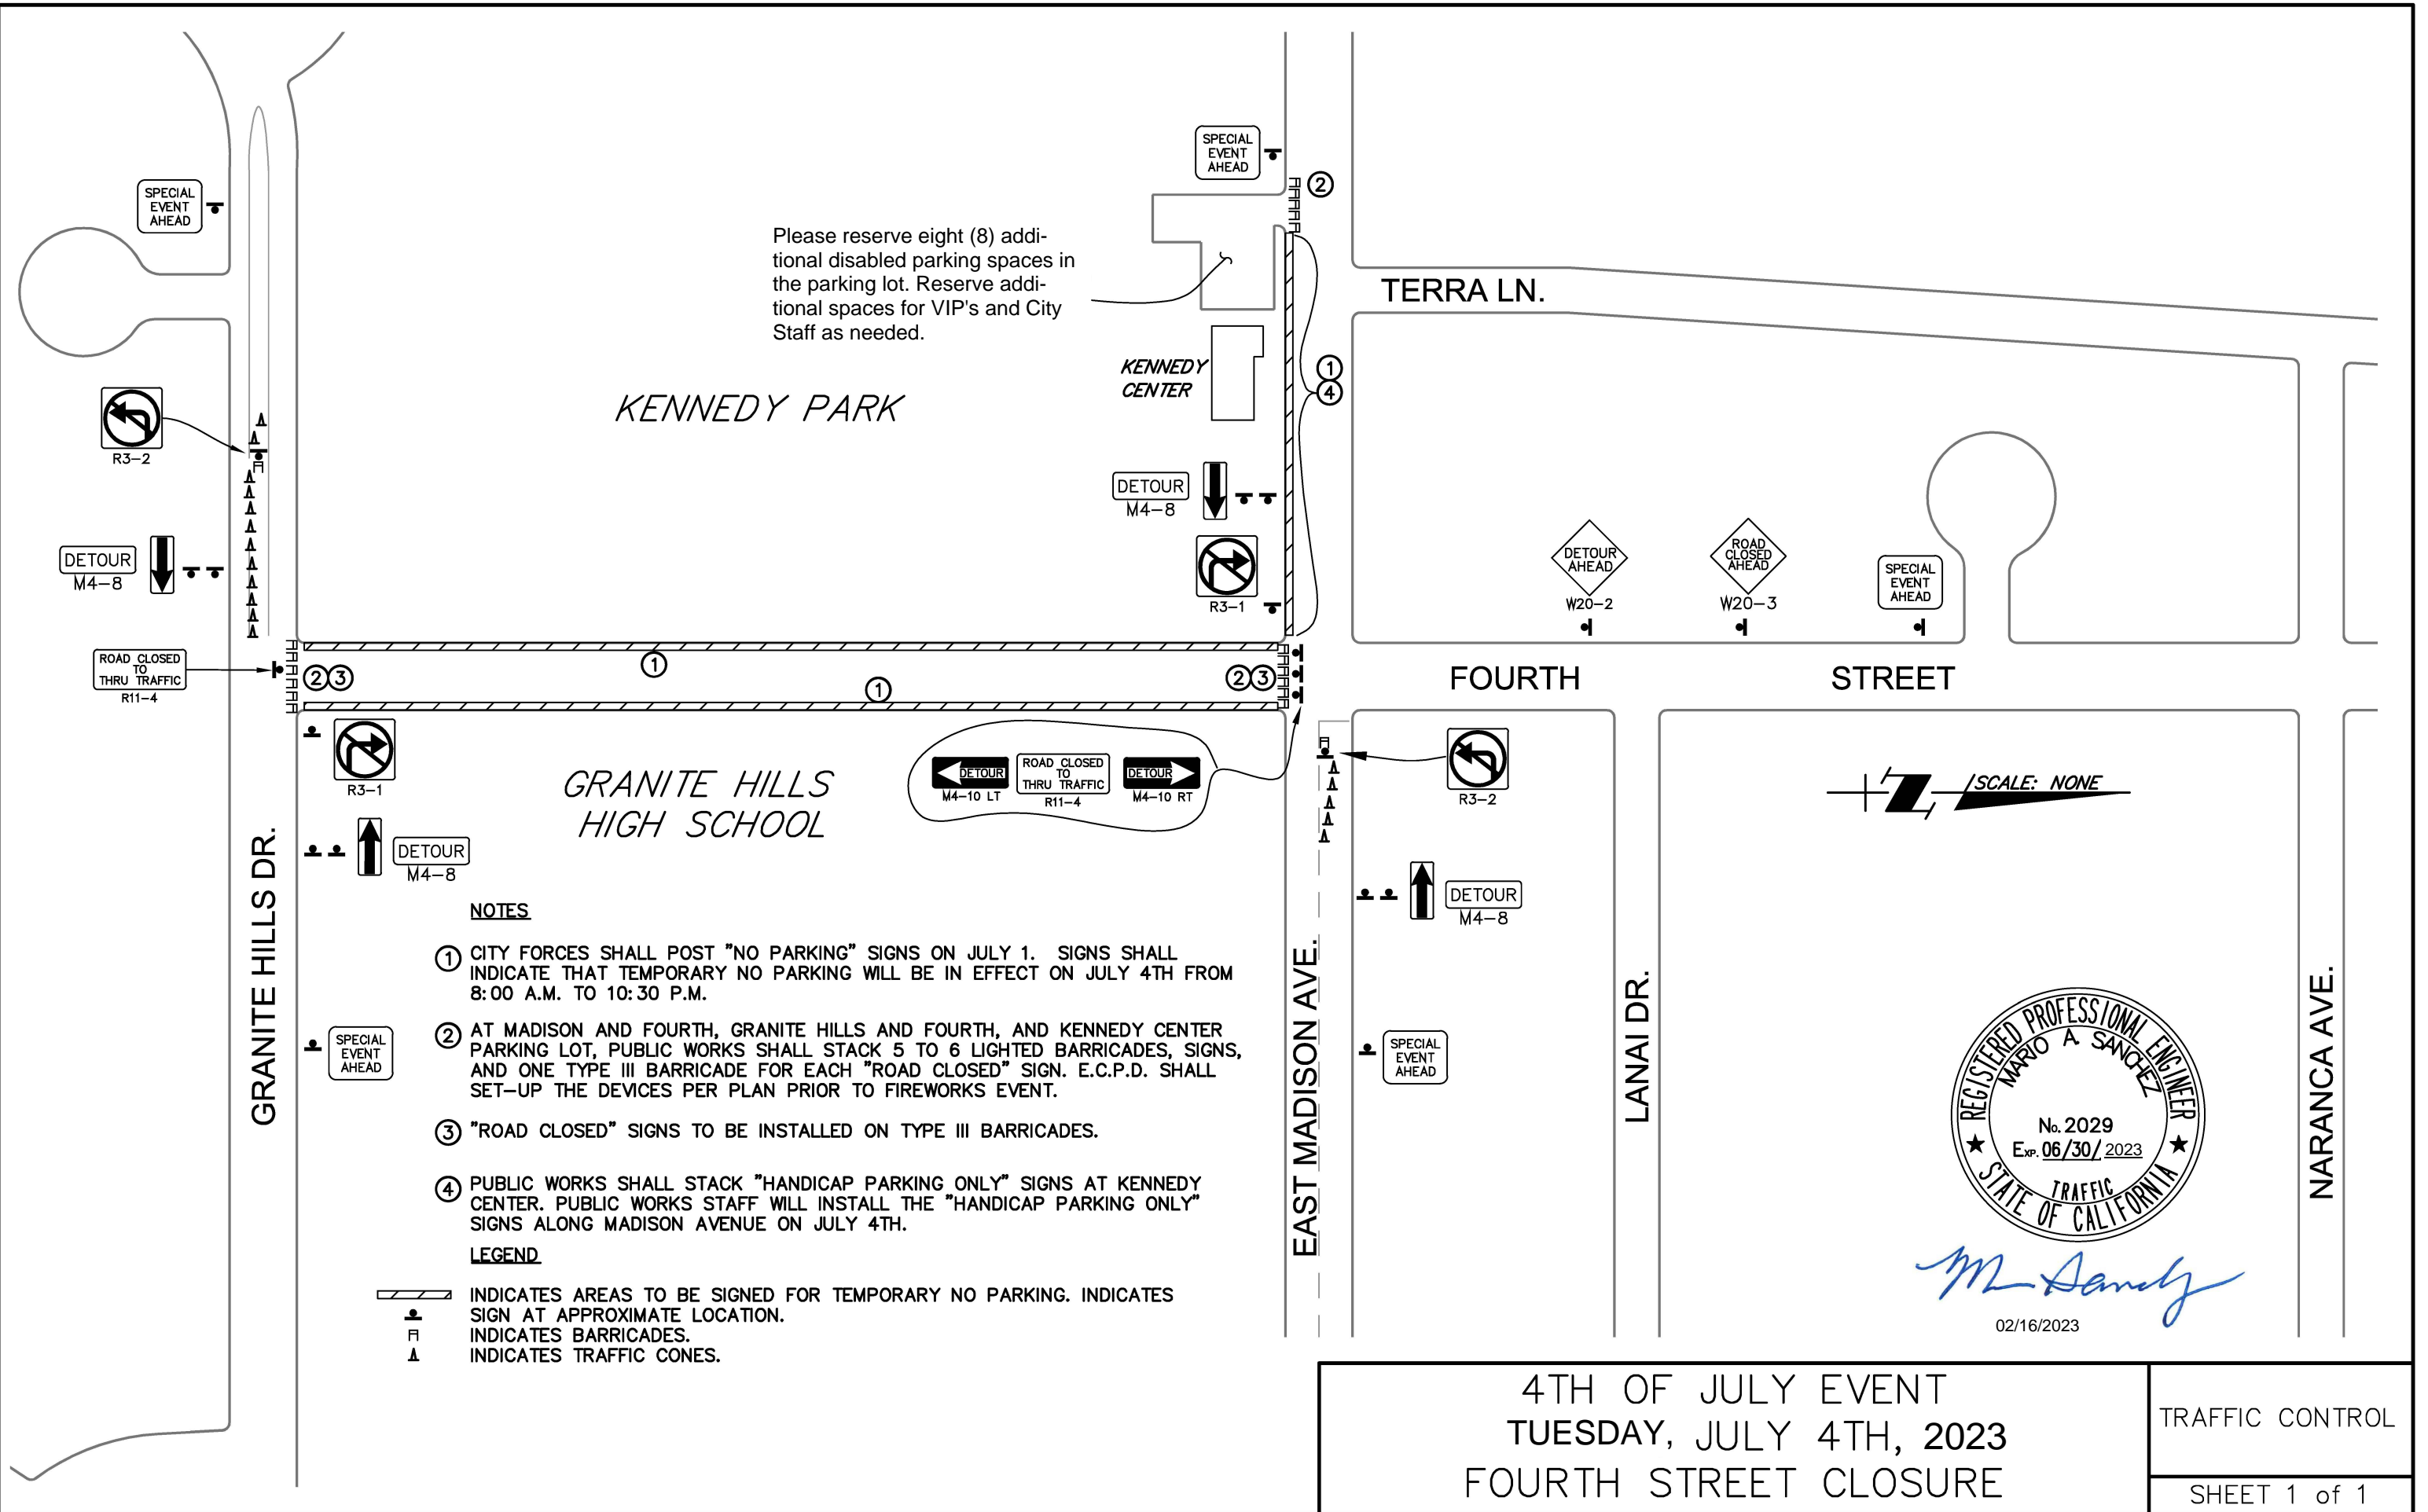 SPECIAL
EVENT
AHEAD
2
SPECIAL
EVENT
AHEAD
Please reserve eight (8) addi-
tional disabled parking spaces in
the parking lot. Reserve addi-
tional spaces for VIP's and City
Staff as needed.
TERRA LN.
KENNEDY
CENTER
1
4
KENNEDY PARK
R3-2
DETOUR
M4-8
R3-1
DETOUR
AHEAD
W20-2
ROAD
CLOSED
AHEAD
W20-3
SPECIAL
EVENT
AHEAD
DETOUR
M4-8
ROAD CLOSED
TO
THRU TRAFFIC
R11-4
2 3
1
1
2 3
FOURTH STREET
R3-1
GRANITE HILLS
HIGH SCHOOL
DETOUR
M4-10 LT
ROAD CLOSED
TO
THRU TRAFFIC
R11-4
DETOUR
M4-10 RT
R3-2
SCALE: NONE
DETOUR
M4-8
DETOUR
M4-8
GRANITE HILLS DR.
EAST MADISON AVE.
LANAI DR.
NARANCA AVE.
SPECIAL
EVENT
AHEAD
SPECIAL
EVENT
AHEAD
NOTES
1 CITY FORCES SHALL POST "NO PARKING" SIGNS ON JULY 1. SIGNS SHALL
INDICATE THAT TEMPORARY NO PARKING WILL BE IN EFFECT ON JULY 4TH FROM
8:00 A.M. TO 10:30 P.M.
2 AT MADISON AND FOURTH, GRANITE HILLS AND FOURTH, AND KENNEDY CENTER
PARKING LOT, PUBLIC WORKS SHALL STACK 5 TO 6 LIGHTED BARRICADES, SIGNS,
AND ONE TYPE III BARRICADE FOR EACH "ROAD CLOSED" SIGN. E.C.P.D. SHALL
SET-UP THE DEVICES PER PLAN PRIOR TO FIREWORKS EVENT.
3 "ROAD CLOSED" SIGNS TO BE INSTALLED ON TYPE III BARRICADES.
4 PUBLIC WORKS SHALL STACK "HANDICAP PARKING ONLY" SIGNS AT KENNEDY
CENTER. PUBLIC WORKS STAFF WILL INSTALL THE "HANDICAP PARKING ONLY"
SIGNS ALONG MADISON AVENUE ON JULY 4TH.
LEGEND
INDICATES AREAS TO BE SIGNED FOR TEMPORARY NO PARKING. INDICATES
SIGN AT APPROXIMATE LOCATION.
INDICATES BARRICADES.
INDICATES TRAFFIC CONES.
REGISTERED PROFESSIONAL ENGINEER
MARIO A. SANCHEZ
No. 2029
Exp. 06/30/ 2023
TRAFFIC
STATE OF CALIFORNIA
02/16/2023
4TH OF JULY EVENT
TUESDAY, JULY 4TH, 2023
FOURTH STREET CLOSURE
TRAFFIC CONTROL
SHEET 1 of 1